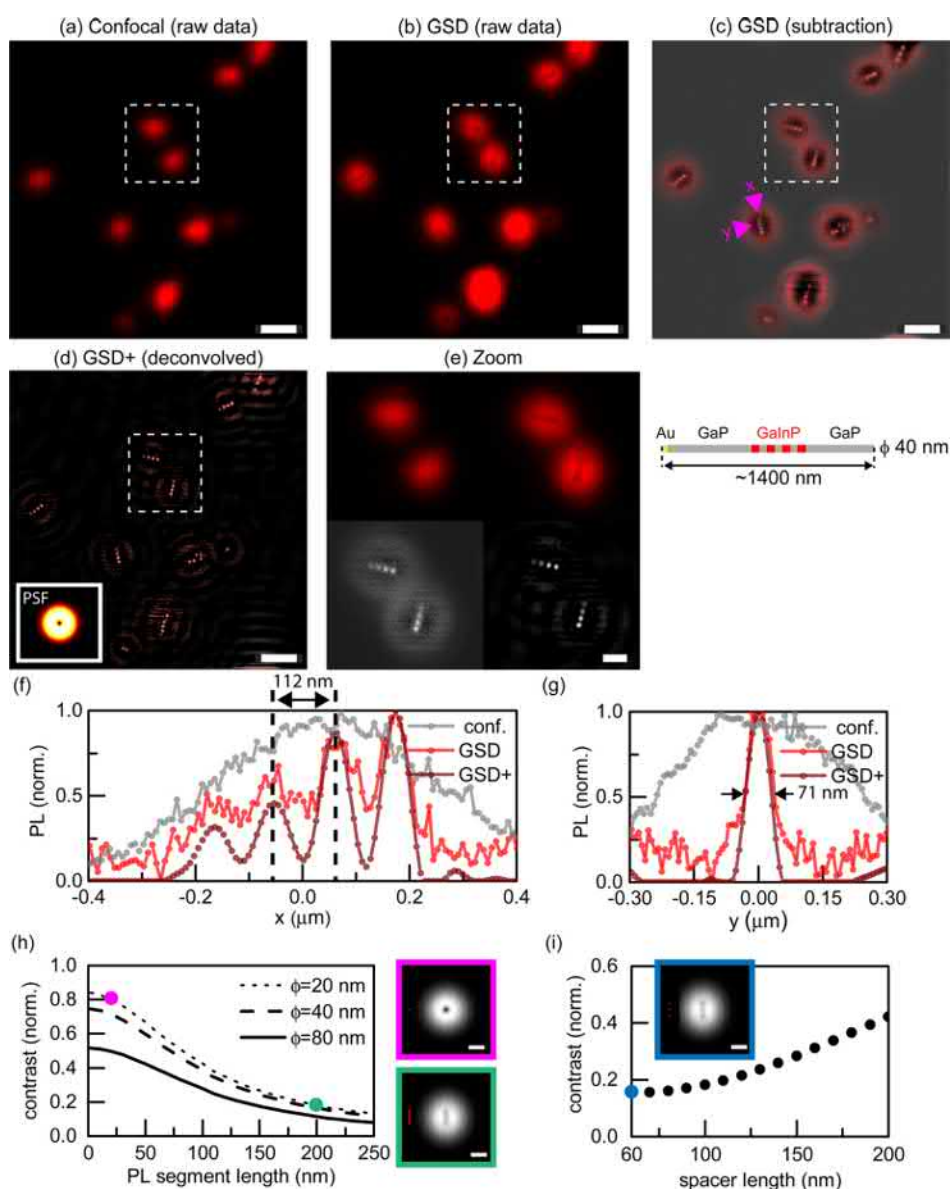 (a) Confocal (raw data)
(b) GSD (raw data)
(c) GSD (subtraction)
x
y
(d) GSD+ (deconvolved)
(e) Zoom
PSF
Au GaP GaInP GaP
ϕ 40 nm
~1400 nm
(f)
112 nm
(g)
1.0
0.5
0.0
PL (norm.)
conf.
GSD
GSD+
-0.4 -0.2 0.0 0.2 0.4
x (μm)
1.0
0.5
0.0
PL (norm.)
conf.
GSD
GSD+
71 nm
-0.30 -0.15 0.00 0.15 0.30
y (μm)
(h)
1.0
0.8
0.6
0.4
0.2
0.0
contrast (norm.)
ϕ=20 nm
ϕ=40 nm
ϕ=80 nm
0 50 100 150 200 250
PL segment length (nm)
(i)
0.6
0.4
0.2
0.0
contrast (norm.)
60 100 150 200
spacer length (nm)